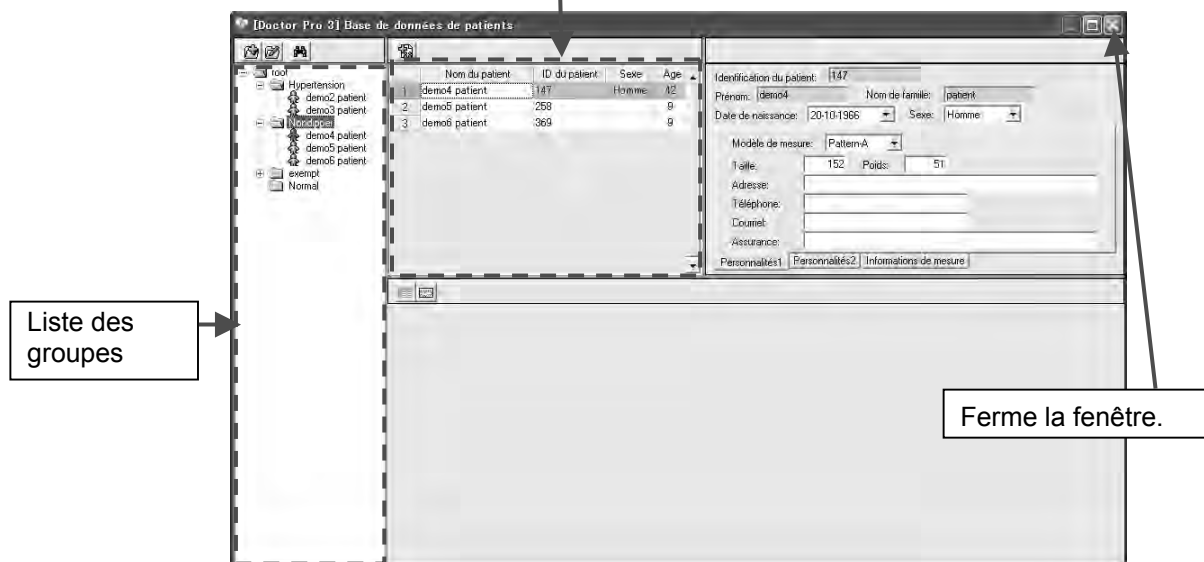 [Doctor Pro 3] Base de données de patients
root
Hypertension
demo2 patient
demo3 patient
Nondipper
demo4 patient
demo5 patient
demo6 patient
exempt
Normal
Nom du patient ID du patient Sexe Age
1 demo4 patient 147 Homme 42
2 demo5 patient 258 9
3 demo6 patient 369 9
Identification du patient: 147
Prénom: demo4 Nom de famille: patient
Date de naissance: 20-10-1966 Sexe: Homme
Modèle de mesure: Pattern-A
Taille: 152 Poids: 51
Adresse:
Téléphone:
Courriel:
Assurance:
Personnalités1 Personnalités2 Informations de mesure
Liste des
groupes
Ferme la fenêtre.